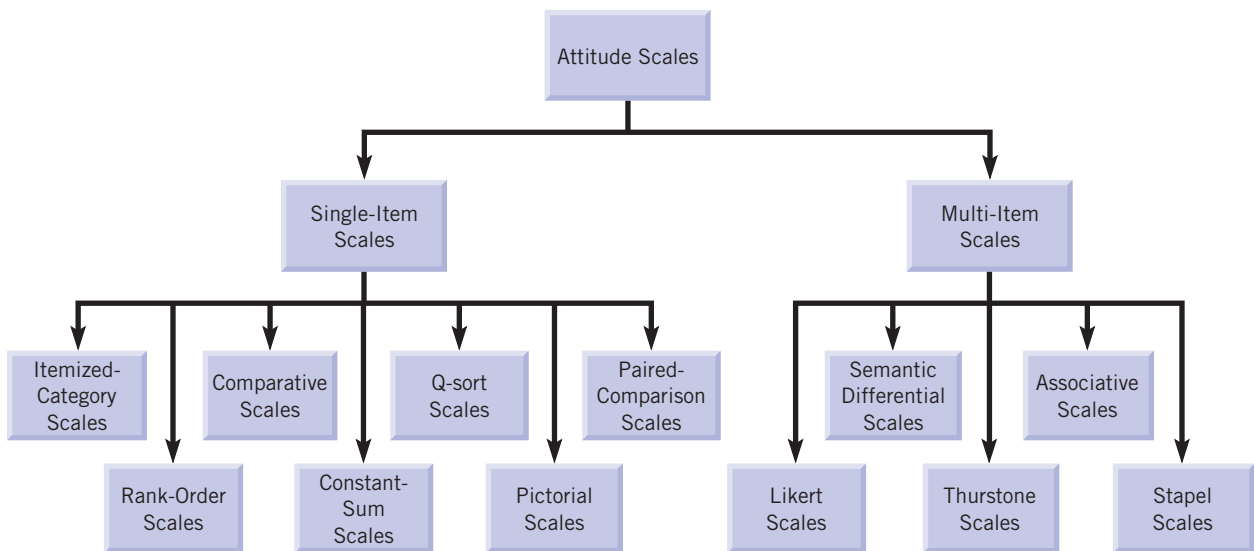 Attitude Scales
Single-Item
Scales
Multi-Item
Scales
Itemized-
Category
Scales
Comparative
Scales
Q-sort
Scales
Paired-
Comparison
Scales
Semantic
Differential
Scales
Associative
Scales
Rank-Order
Scales
Constant-
Sum
Scales
Pictorial
Scales
Likert
Scales
Thurstone
Scales
Stapel
Scales